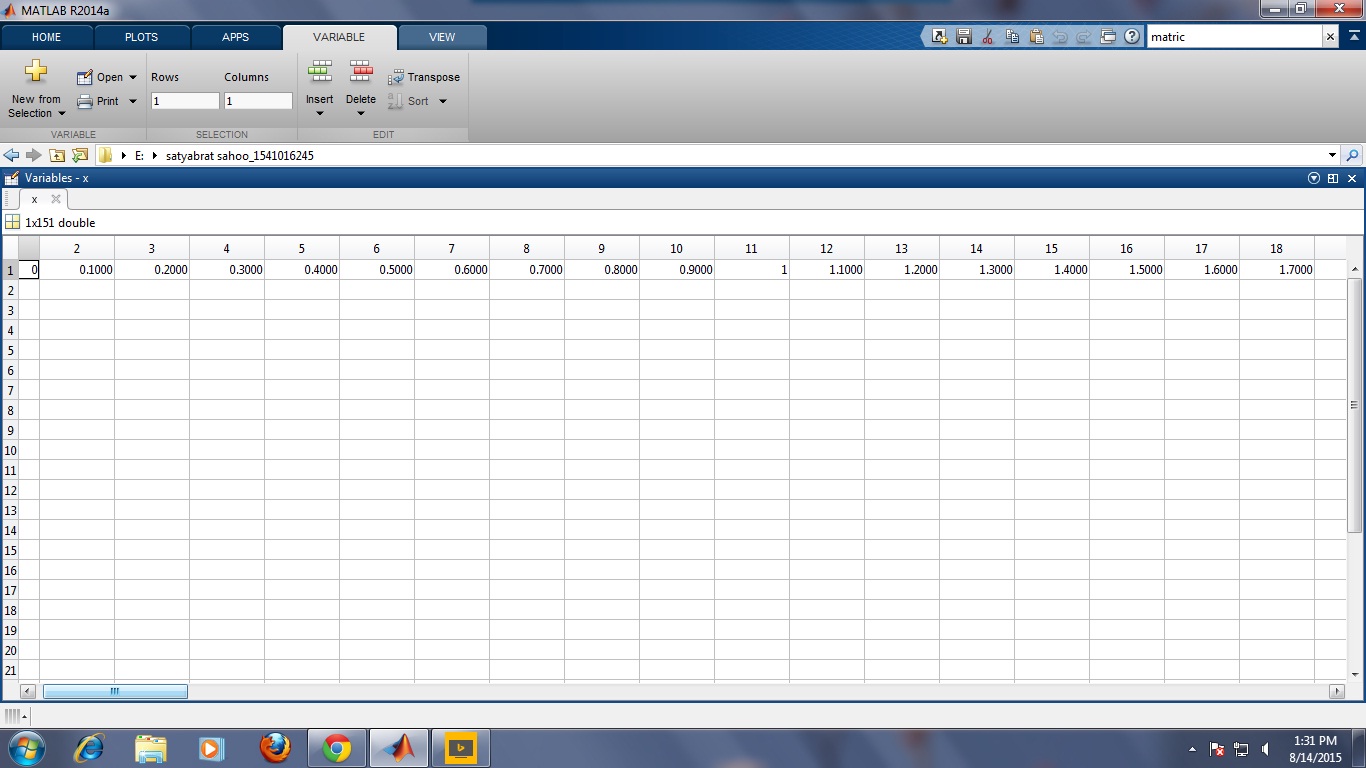 MATLAB R2014a
HOME PLOTS APPS VARIABLE VIEW matric
New from Selection Open Print Rows Columns 1 1 Insert Delete Transpose Sort
VARIABLE SELECTION EDIT
E: satyabrat sahoo_1541016245
Variables - x
x
1x151 double
2 3 4 5 6 7 8 9 10 11 12 13 14 15 16 17 18
1 0 0.1000 0.2000 0.3000 0.4000 0.5000 0.6000 0.7000 0.8000 0.9000 1 1.1000 1.2000 1.3000 1.4000 1.5000 1.6000 1.7000
2
3
4
5
6
7
8
9
10
11
12
13
14
15
16
17
18
19
20
21
1:31 PM
8/14/2015